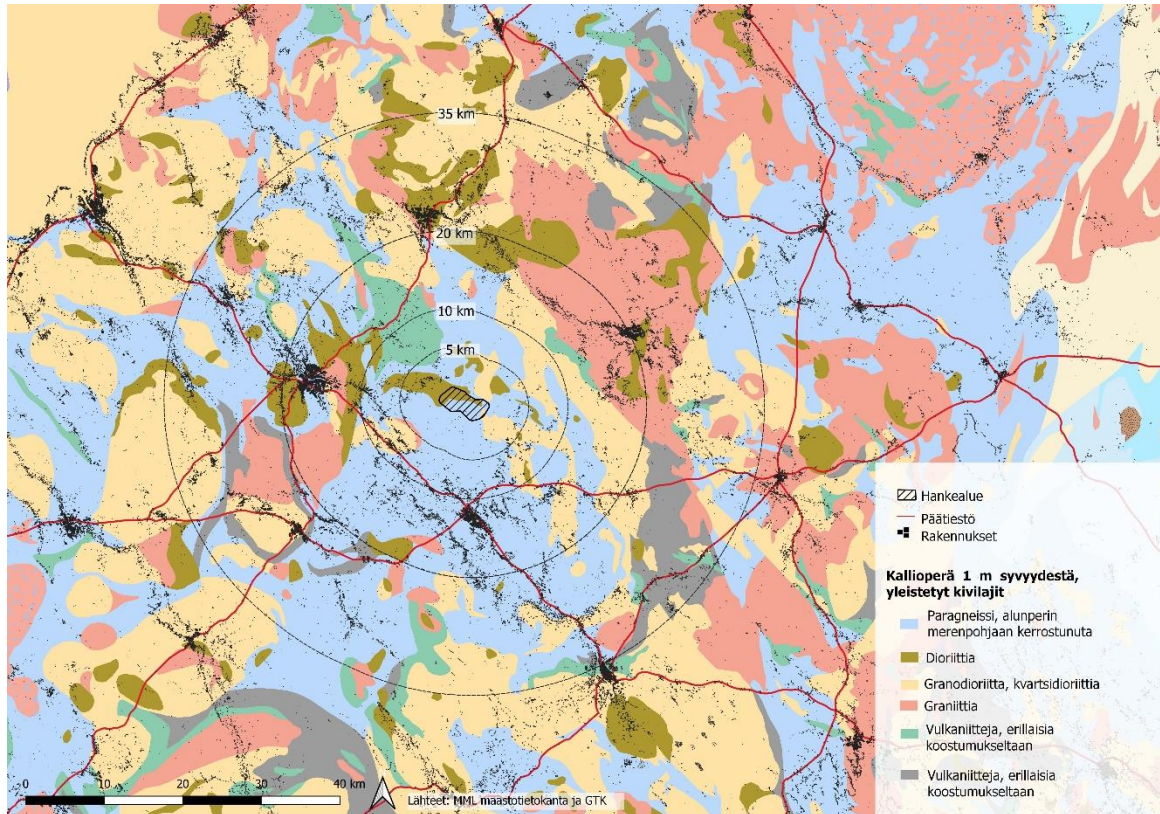 35 km
20 km
10 km
5 km
Hankealue
Päätiestö
Rakennukset
Kallioperä 1 m syvyydestä,
yleistetyt kivilajit
Paragneissi, alunperin
merenpohjaan kerrostunuta
Dioriittia
Granodioriitta, kvartsidioriittia
Graniittia
Vulkaniitteja, erillaisia
koostumukseltaan
Vulkaniitteja, erillaisia
koostumukseltaan
0 10 20 30 40 km
Lähteet: MML maastotietokanta ja GTK